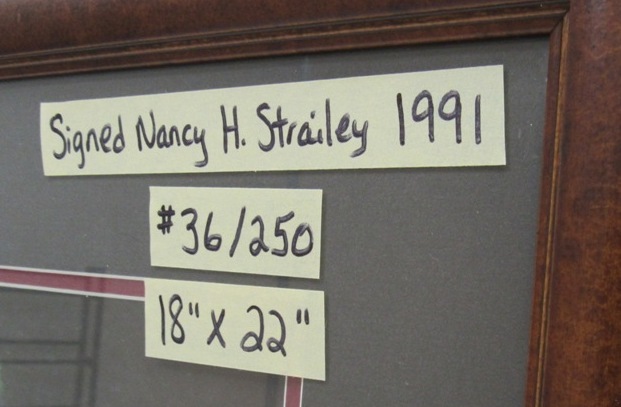 Signed Nancy H. Strailey 1991
#36/250
18" X 22"